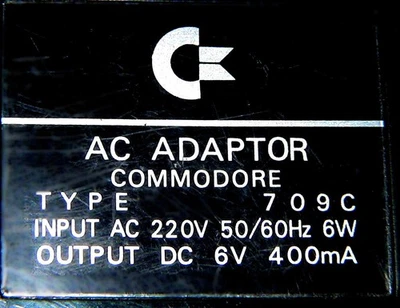 AC ADAPTOR
COMMODORE
TYPE 709C
INPUT AC 220V 50/60Hz 6W
OUTPUT DC 6V 400mA